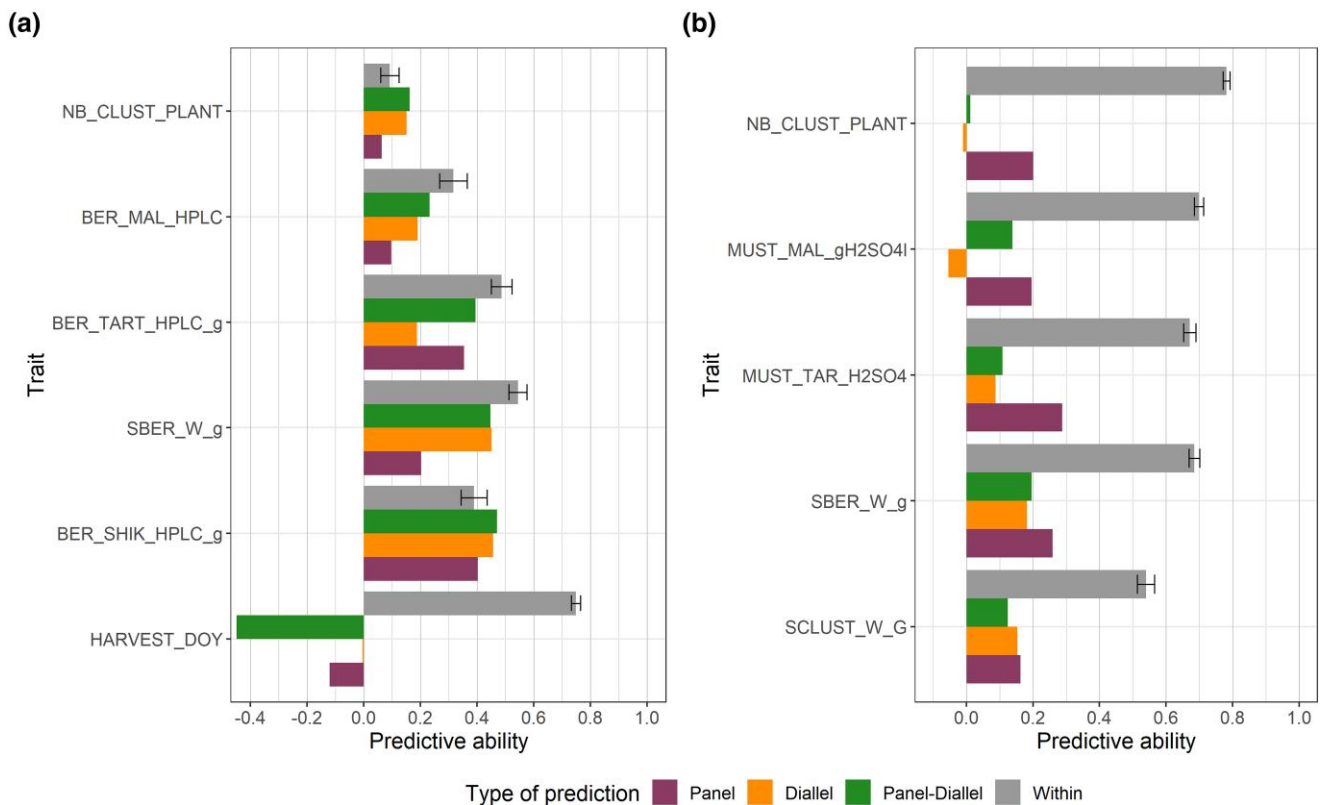 (a)
NB_CLUST_PLANT
BER_MAL_HPLC
BER_TART_HPLC_g
SBER_W_g
BER_SHIK_HPLC_g
HARVEST_DOY
Trait
-0.4 -0.2 0.0 0.2 0.4 0.6 0.8 1.0
Predictive ability
(b)
NB_CLUST_PLANT
MUST_MAL_gH2SO4l
MUST_TAR_H2SO4
SBER_W_g
SCLUST_W_G
Trait
0.0 0.2 0.4 0.6 0.8 1.0
Predictive ability
Type of prediction Panel Diallel Panel-Diallel Within